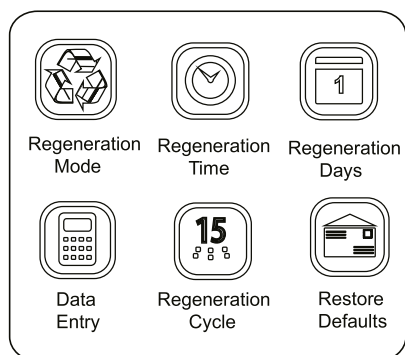 1
Regeneration Mode
Regeneration Time
Regeneration Days
15
Data Entry
Regeneration Cycle
Restore Defaults